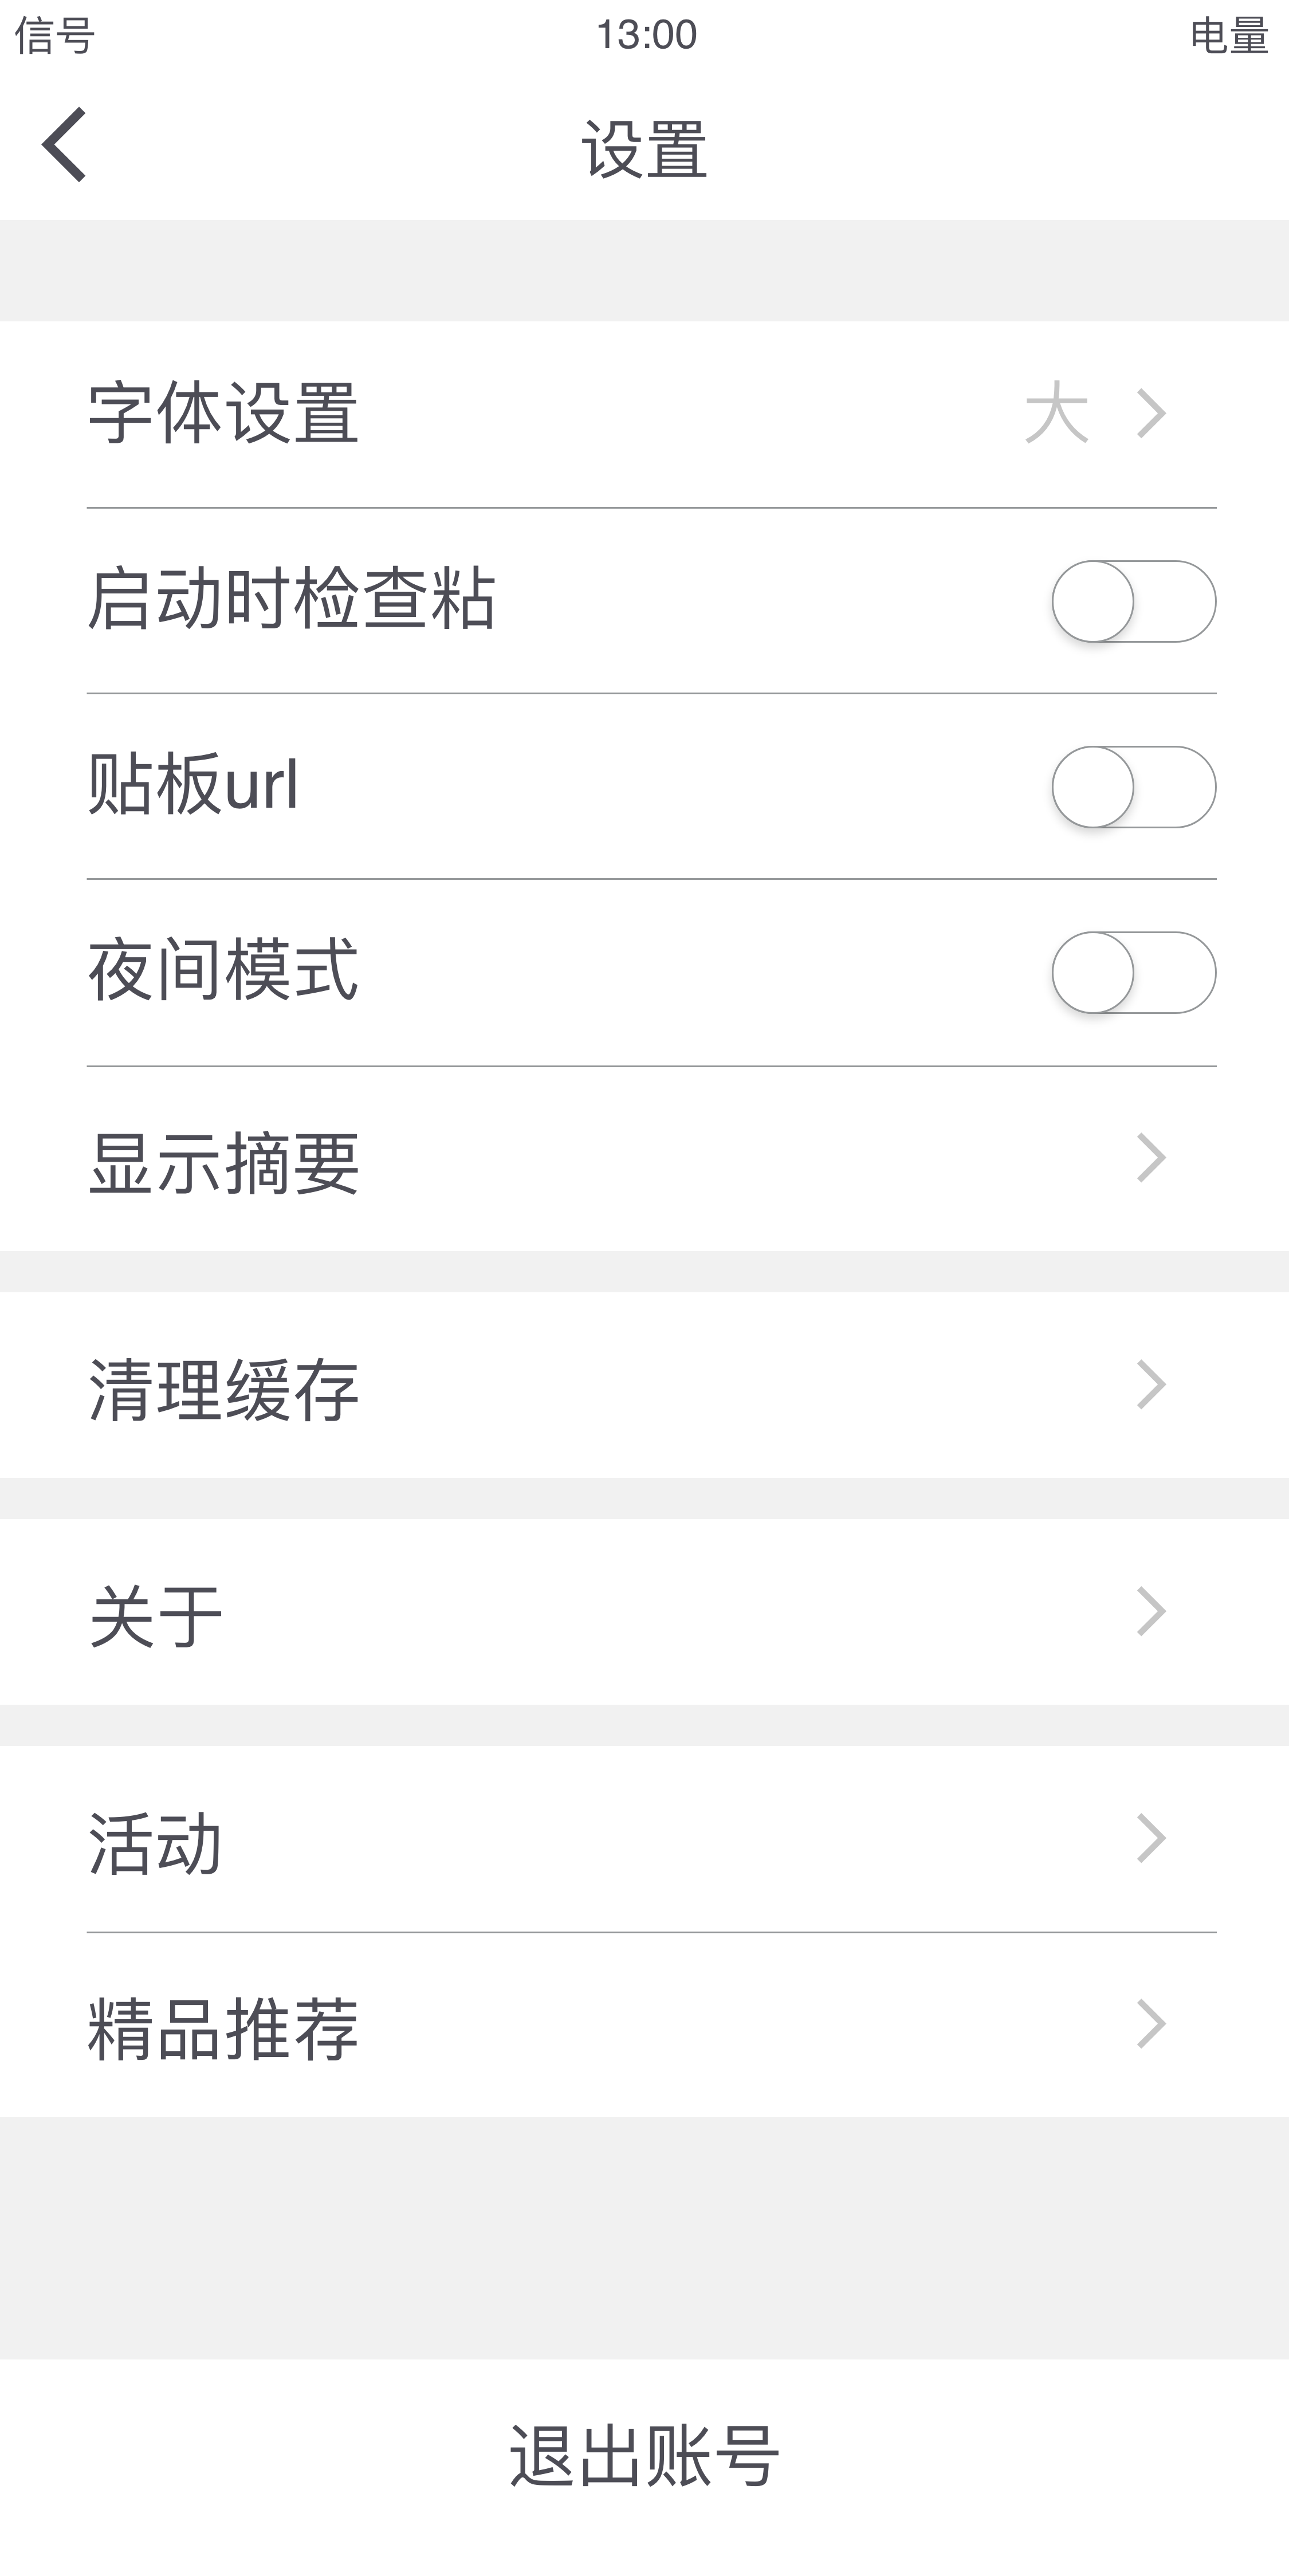 信号 13:00 电量
设置
字体设置 大
启动时检查粘
贴板url
夜间模式
显示摘要
清理缓存
关于
活动
精品推荐
退出账号